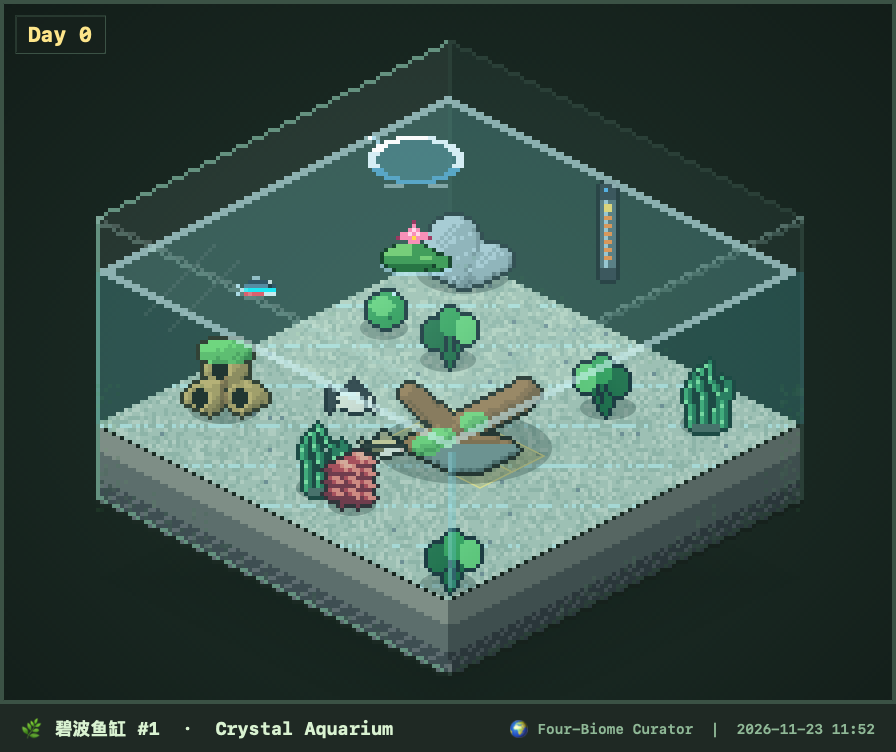 Day 0
碧波鱼缸 #1 · Crystal Aquarium
Four-Biome Curator | 2026-11-23 11:52